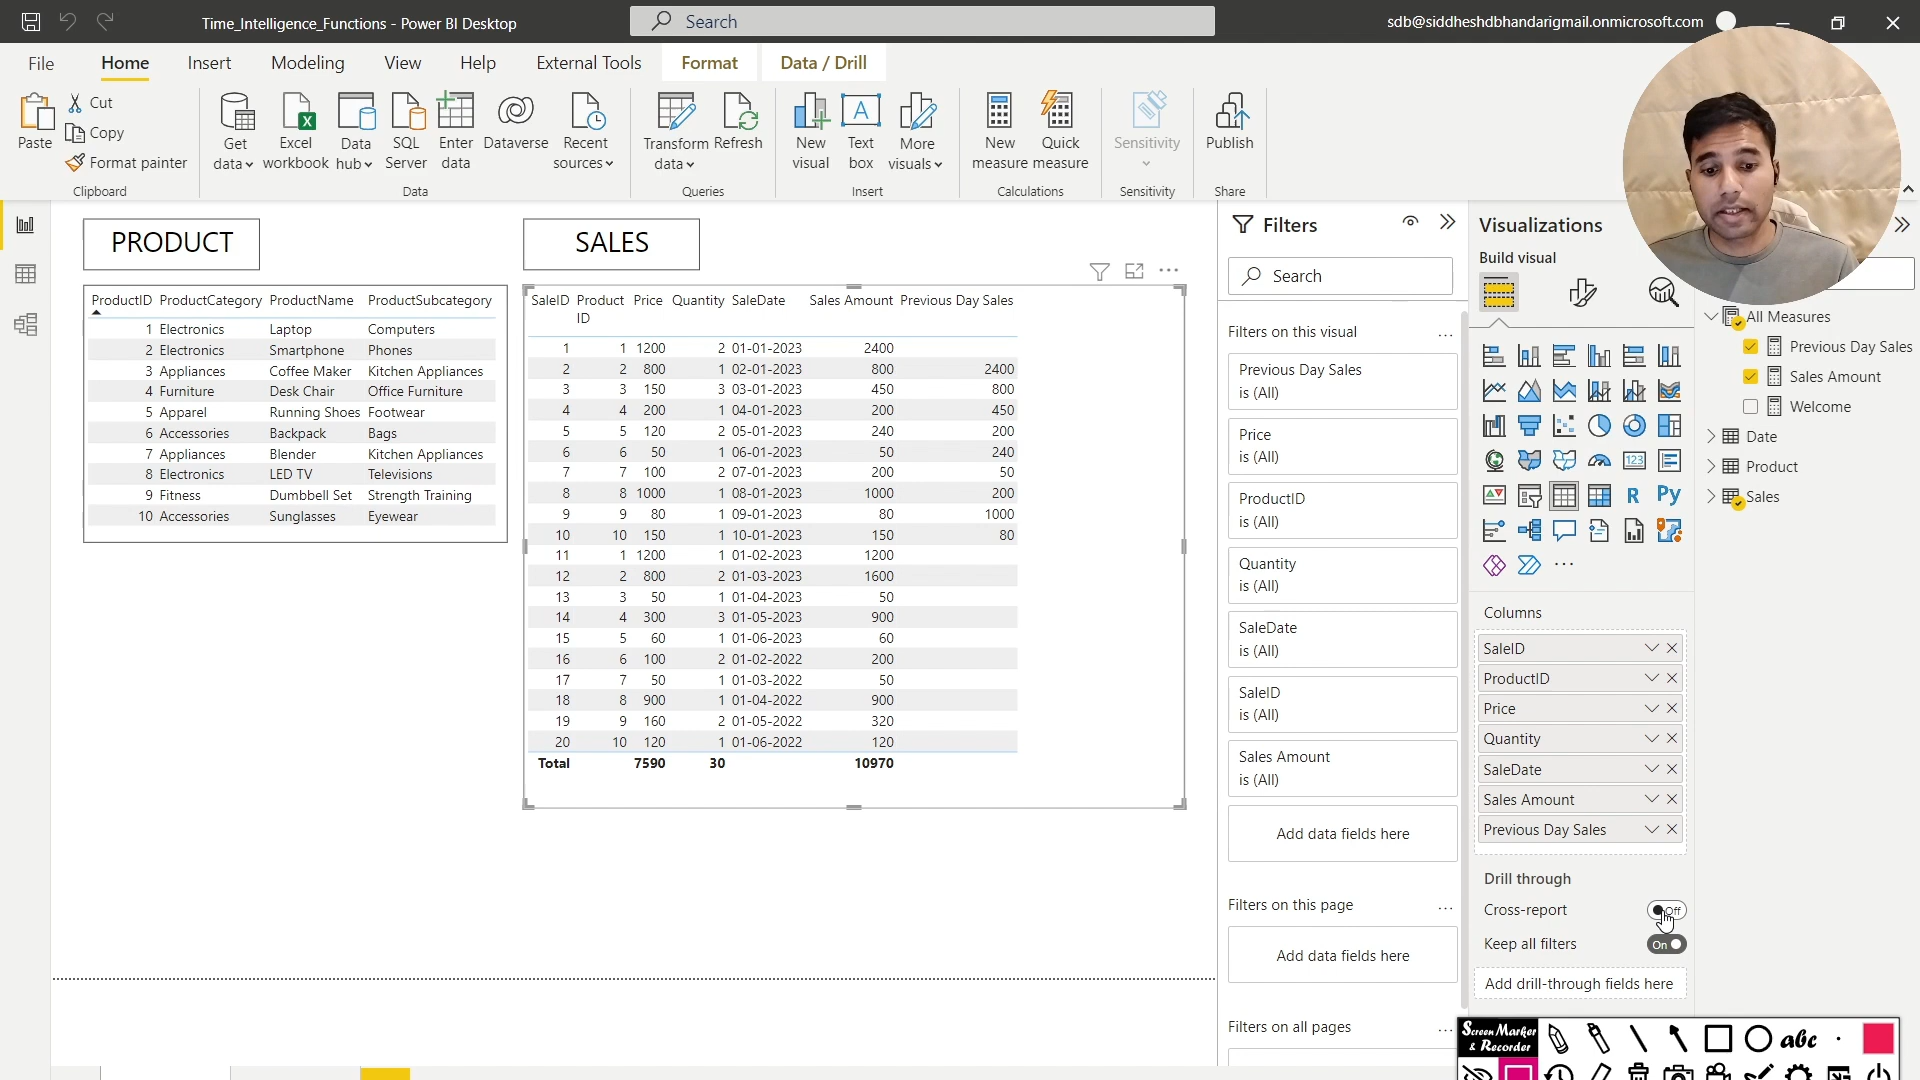 Time_Intelligence_Functions - Power BI Desktop
Search
sdb@siddheshdbhandarigmail.onmicrosoft.com
File
Home
Insert
Modeling
View
Help
External Tools
Format
Data / Drill
Paste
Cut
Copy
Format painter
Clipboard
Get data
Excel workbook
Data hub
SQL Server
Enter data
Dataverse
Recent sources
Data
Transform data
Refresh
Queries
New visual
Text box
More visuals
Insert
New measure
Quick measure
Calculations
Sensitivity
Sensitivity
Publish
Share
PRODUCT
ProductID ProductCategory ProductName ProductSubcategory
1 Electronics Laptop Computers
2 Electronics Smartphone Phones
3 Appliances Coffee Maker Kitchen Appliances
4 Furniture Desk Chair Office Furniture
5 Apparel Running Shoes Footwear
6 Accessories Backpack Bags
7 Appliances Blender Kitchen Appliances
8 Electronics LED TV Televisions
9 Fitness Dumbbell Set Strength Training
10 Accessories Sunglasses Eyewear
SALES
SaleID Product ID Price Quantity SaleDate Sales Amount Previous Day Sales
1 1 1200 2 01-01-2023 2400
2 2 800 1 02-01-2023 800 2400
3 3 150 3 03-01-2023 450 800
4 4 200 1 04-01-2023 200 450
5 5 120 2 05-01-2023 240 200
6 6 50 1 06-01-2023 50 240
7 7 100 2 07-01-2023 200 50
8 8 1000 1 08-01-2023 1000 200
9 9 80 1 09-01-2023 80 1000
10 10 150 1 10-01-2023 150 80
11 1 1200 1 01-02-2023 1200
12 2 800 2 01-03-2023 1600
13 3 50 1 01-04-2023 50
14 4 300 3 01-05-2023 900
15 5 60 1 01-06-2023 60
16 6 100 2 01-02-2022 200
17 7 50 1 01-03-2022 50
18 8 900 1 01-04-2022 900
19 9 160 2 01-05-2022 320
20 10 120 1 01-06-2022 120
Total 7590 30 10970
Filters
Search
Filters on this visual
...
Previous Day Sales
is (All)
Price
is (All)
ProductID
is (All)
Quantity
is (All)
SaleDate
is (All)
SaleID
is (All)
Sales Amount
is (All)
Add data fields here
Filters on this page
...
Add data fields here
Filters on all pages
...
Visualizations
Build visual
123
R
Py
...
Columns
SaleID
ProductID
Price
Quantity
SaleDate
Sales Amount
Previous Day Sales
Drill through
Cross-report
Off
Keep all filters
On
Add drill-through fields here
All Measures
Previous Day Sales
Sales Amount
Welcome
Date
Product
Sales
Screen Marker
& Recorder
abc